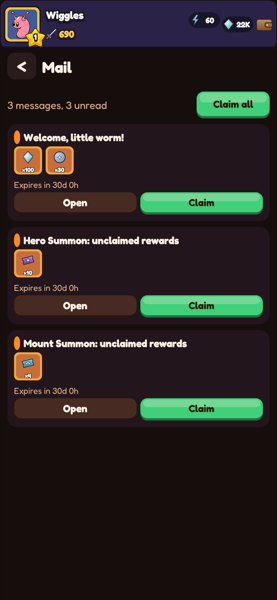 Wiggles
1
690
60
22K
Mail
3 messages, 3 unread
Claim all
Welcome, little worm!
x100
x30
Expires in 30d 0h
Open
Claim
Hero Summon: unclaimed rewards
x10
Expires in 30d 0h
Open
Claim
Mount Summon: unclaimed rewards
Expires in 30d 0h
Open
Claim